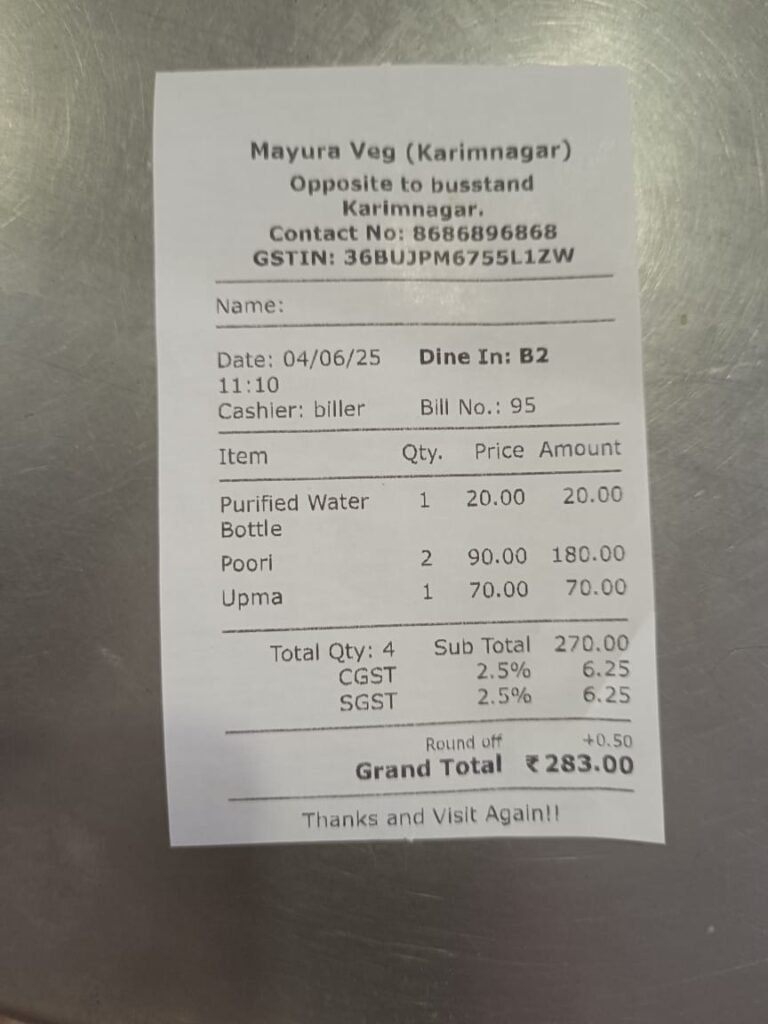 Mayura Veg (Karimnagar)
Opposite to busstand
Karimnagar.
Contact No: 8686896868
GSTIN: 36BUJPM6755L1ZW
Name:
Date: 04/06/25 Dine In: B2
11:10
Cashier: biller Bill No.: 95
Item Qty. Price Amount
Purified Water 1 20.00 20.00
Bottle
Poori 2 90.00 180.00
Upma 1 70.00 70.00
Total Qty: 4 Sub Total 270.00
CGST 2.5% 6.25
SGST 2.5% 6.25
Round off +0.50
Grand Total ₹283.00
Thanks and Visit Again!!